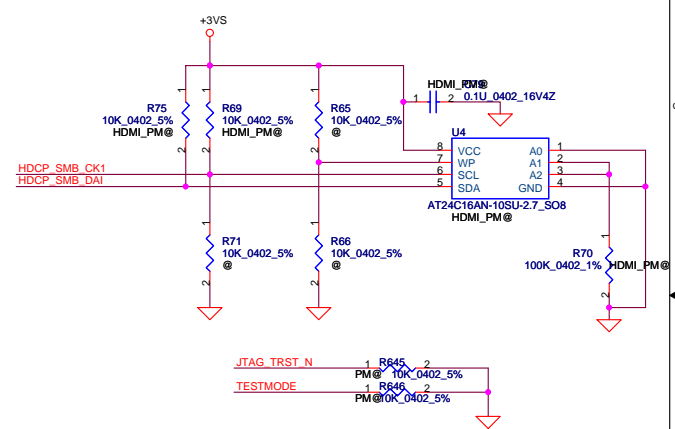 +3VS
HDMI_PM@
0.1U_0402_16V4Z
1
2
R75
10K_0402_5%
HDMI_PM@
1
2
R69
10K_0402_5%
HDMI_PM@
1
2
R65
10K_0402_5%
@
1
2
U4
8 VCC
7 WP
6 SCL
5 SDA
A0 1
A1 2
A2 3
GND 4
AT24C16AN-10SU-2.7_SO8
HDMI_PM@
HDCP_SMB_CK1
HDCP_SMB_DAI
R71
10K_0402_5%
@
1
2
R66
10K_0402_5%
@
1
2
R70
100K_0402_1%
HDMI_PM@
1
2
JTAG_TRST_N
1
R645
2
PM@
10K_0402_5%
TESTMODE
1
R646
2
PM@
10K_0402_5%